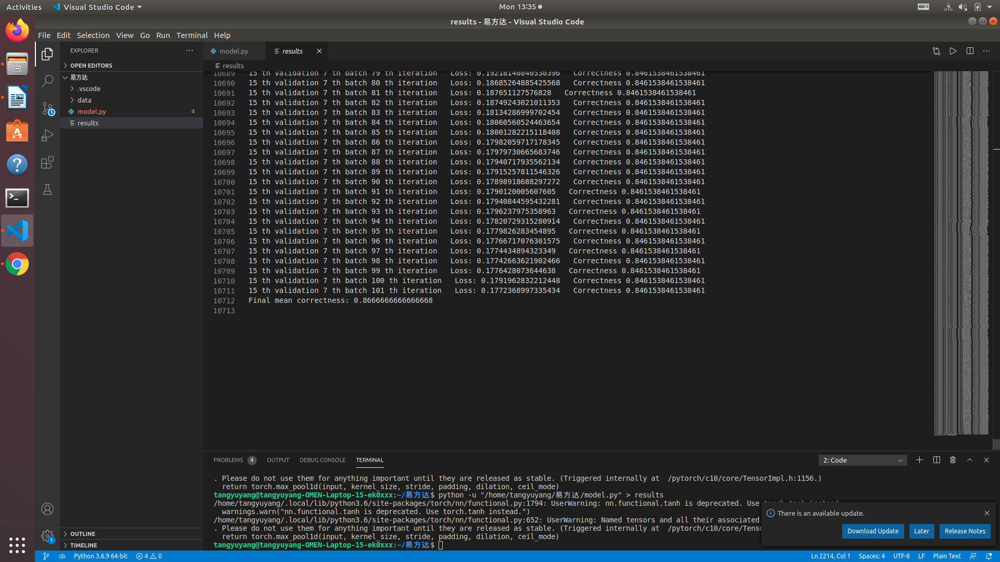 Activities
Visual Studio Code
Mon 13:35
results - 易方达 - Visual Studio Code
File Edit Selection View Go Run Terminal Help
EXPLORER
OPEN EDITORS
易方达
.vscode
data
model.py 4
results
OUTLINE
TIMELINE
model.py
results
results
10689 15 th validation 7 th batch 79 th iteration Loss: 0.19218140840530396 Correctness 0.8461538461538461
10690 15 th validation 7 th batch 80 th iteration Loss: 0.18685264885425568 Correctness 0.8461538461538461
10691 15 th validation 7 th batch 81 th iteration Loss: 0.187651127576828 Correctness 0.8461538461538461
10692 15 th validation 7 th batch 82 th iteration Loss: 0.18749243021011353 Correctness 0.8461538461538461
10693 15 th validation 7 th batch 83 th iteration Loss: 0.18134286999702454 Correctness 0.8461538461538461
10694 15 th validation 7 th batch 84 th iteration Loss: 0.18060560524463654 Correctness 0.8461538461538461
10695 15 th validation 7 th batch 85 th iteration Loss: 0.18001282215118408 Correctness 0.8461538461538461
10696 15 th validation 7 th batch 86 th iteration Loss: 0.17982059717178345 Correctness 0.8461538461538461
10697 15 th validation 7 th batch 87 th iteration Loss: 0.17979730665683746 Correctness 0.8461538461538461
10698 15 th validation 7 th batch 88 th iteration Loss: 0.17940717935562134 Correctness 0.8461538461538461
10699 15 th validation 7 th batch 89 th iteration Loss: 0.17915257811546326 Correctness 0.8461538461538461
10700 15 th validation 7 th batch 90 th iteration Loss: 0.17898918688297272 Correctness 0.8461538461538461
10701 15 th validation 7 th batch 91 th iteration Loss: 0.1790120005607605 Correctness 0.8461538461538461
10702 15 th validation 7 th batch 92 th iteration Loss: 0.17940844595432281 Correctness 0.8461538461538461
10703 15 th validation 7 th batch 93 th iteration Loss: 0.1796237975358963 Correctness 0.8461538461538461
10704 15 th validation 7 th batch 94 th iteration Loss: 0.17820729315280914 Correctness 0.8461538461538461
10705 15 th validation 7 th batch 95 th iteration Loss: 0.1779826283454895 Correctness 0.8461538461538461
10706 15 th validation 7 th batch 96 th iteration Loss: 0.17766717076301575 Correctness 0.8461538461538461
10707 15 th validation 7 th batch 97 th iteration Loss: 0.1774434894323349 Correctness 0.8461538461538461
10708 15 th validation 7 th batch 98 th iteration Loss: 0.17742663621902466 Correctness 0.8461538461538461
10709 15 th validation 7 th batch 99 th iteration Loss: 0.1776428073644638 Correctness 0.8461538461538461
10710 15 th validation 7 th batch 100 th iteration Loss: 0.1791962832212448 Correctness 0.8461538461538461
10711 15 th validation 7 th batch 101 th iteration Loss: 0.1772368997335434 Correctness 0.8461538461538461
10712 Final mean correctness: 0.8666666666666668
10713
PROBLEMS 4 OUTPUT DEBUG CONSOLE TERMINAL
2: Code
. Please do not use them for anything important until they are released as stable. (Triggered internally at  /pytorch/c10/core/TensorImpl.h:1156.)
return torch.max_pool1d(input, kernel_size, stride, padding, dilation, ceil_mode)
tangyuyang@tangyuyang-OMEN-Laptop-15-ek0xxx:~/易方达$ python -u "/home/tangyuyang/易方达/model.py" > results
/home/tangyuyang/.local/lib/python3.6/site-packages/torch/nn/functional.py:1794: UserWarning: nn.functional.tanh is deprecated. Use torch.tanh instead.
warnings.warn("nn.functional.tanh is deprecated. Use torch.tanh instead.")
/home/tangyuyang/.local/lib/python3.6/site-packages/torch/nn/functional.py:652: UserWarning: Named tensors and all their associated
. Please do not use them for anything important until they are released as stable. (Triggered internally at  /pytorch/c10/core/Tenso
return torch.max_pool1d(input, kernel_size, stride, padding, dilation, ceil_mode)
tangyuyang@tangyuyang-OMEN-Laptop-15-ek0xxx:~/易方达$
There is an available update.
Download Update Later Release Notes
1
Python 3.6.9 64-bit 4 0
Ln 2214, Col 1 Spaces: 4 UTF-8 LF Plain Text